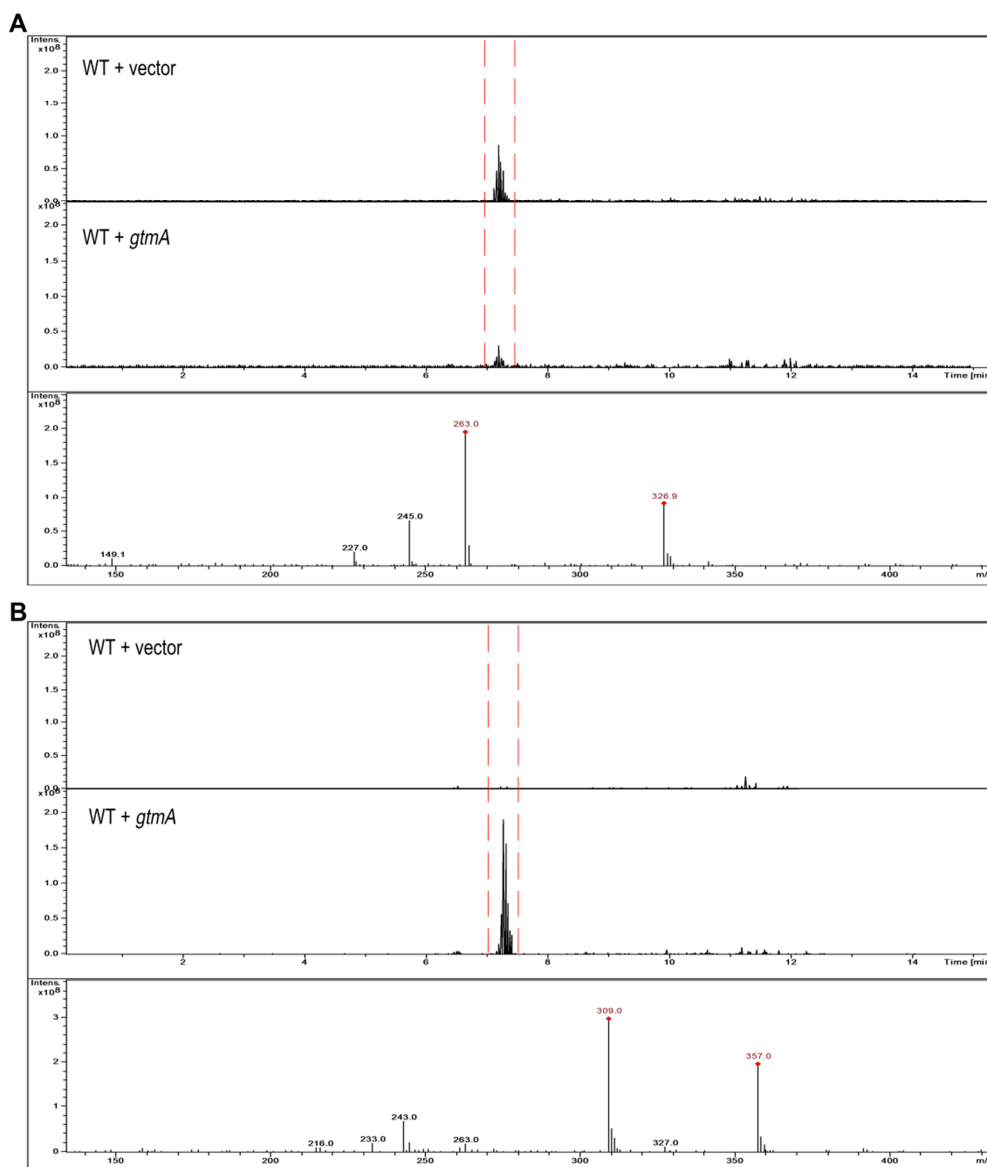 A
Intens.
x10⁸
WT + vector
2.0
1.5
1.0
0.5
0.0
x10⁸
WT + gtmA
2.0
1.5
1.0
0.5
0.0
2 4 6 8 10 12 14 Time [min
Intens.
x10⁸
2.0
1.5
1.0
0.5
0.0
149.1
227.0
245.0
263.0
326.9
150 200 250 300 350 400 m/
B
Intens.
x10⁸
WT + vector
2.0
1.5
1.0
0.5
0.0
x10⁸
WT + gtmA
2.0
1.5
1.0
0.5
0.0
2 4 6 8 10 12 14 Time [min
Intens.
x10⁸
3
2
1
0
216.0
233.0
243.0
263.0
309.0
327.0
357.0
150 200 250 300 350 400 m/